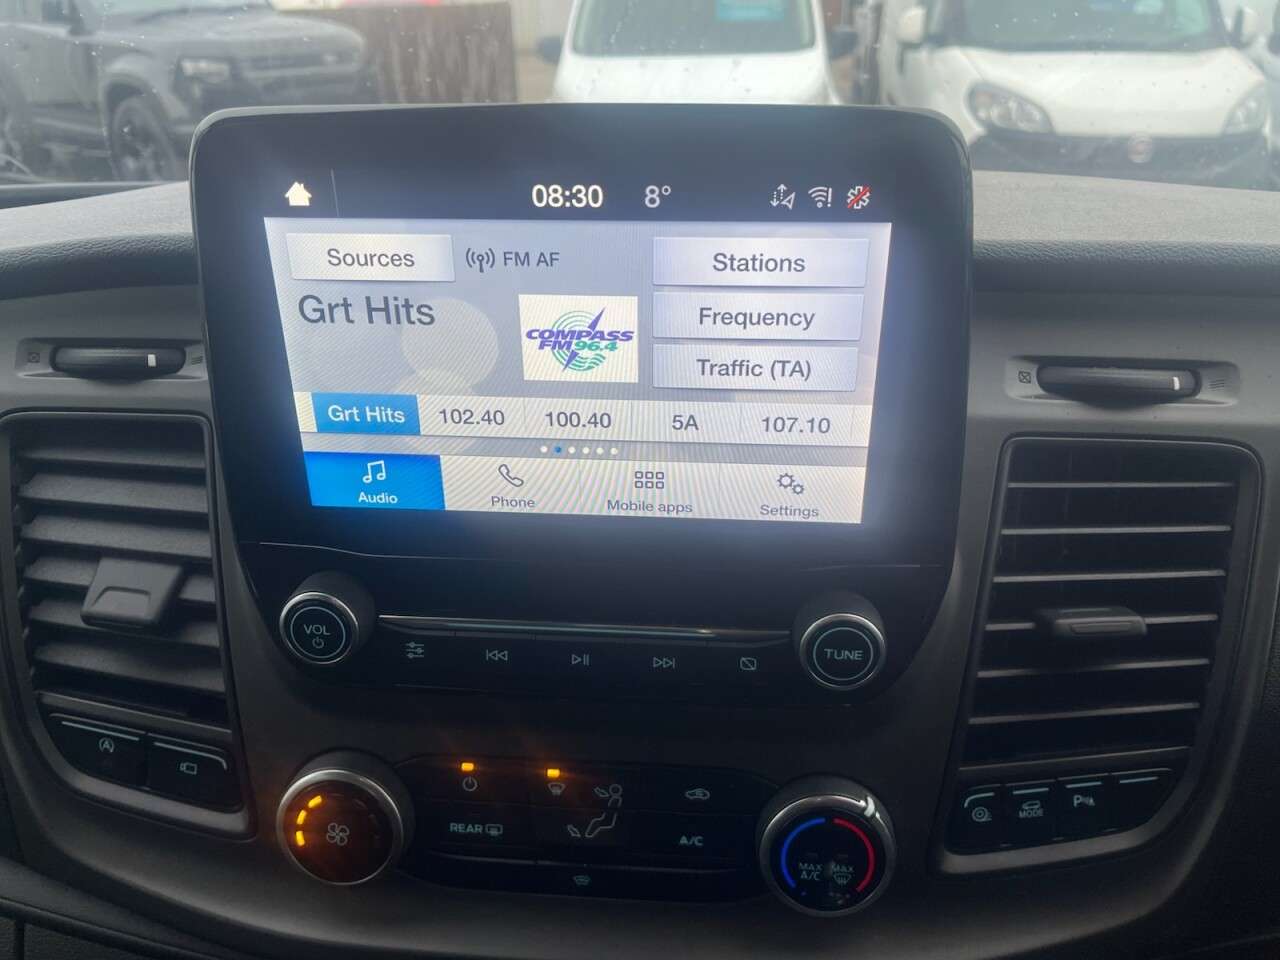 08:30 8°
Sources FM AF
Stations
Grt Hits
COMPASS
FM 96.4
Frequency
Traffic (TA)
Grt Hits 102.40 100.40 5A 107.10
Audio Phone Mobile apps Settings
VOL
TUNE
REAR
A/C
MAX
A/C
MAX
MODE
P
A